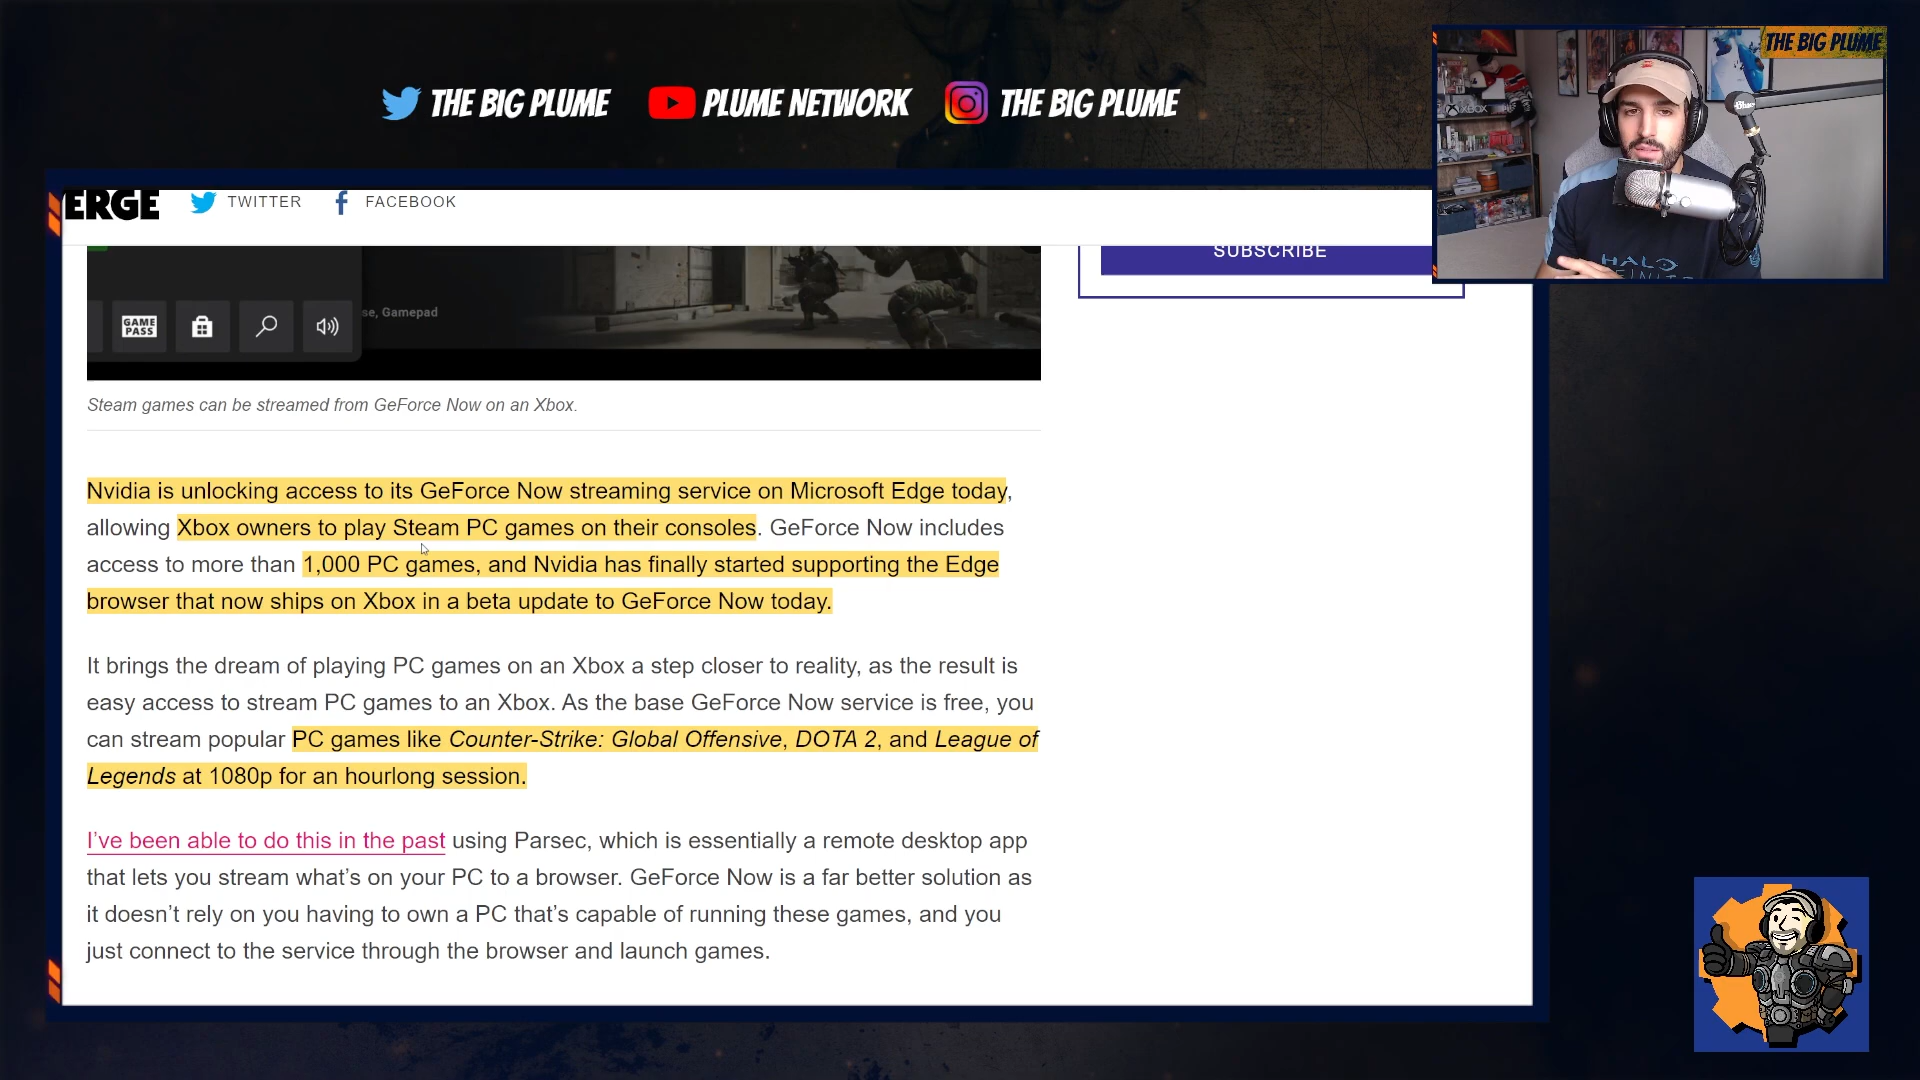 THE BIG PLUME PLUME NETWORK THE BIG PLUME
THE BIG PLUME
XBOX
Blue
HALO
INFINITE
ERGE TWITTER FACEBOOK
SUBSCRIBE
GAME
PASS
se, Gamepad
Steam games can be streamed from GeForce Now on an Xbox.
Nvidia is unlocking access to its GeForce Now streaming service on Microsoft Edge today,
allowing Xbox owners to play Steam PC games on their consoles. GeForce Now includes
access to more than 1,000 PC games, and Nvidia has finally started supporting the Edge
browser that now ships on Xbox in a beta update to GeForce Now today.
It brings the dream of playing PC games on an Xbox a step closer to reality, as the result is
easy access to stream PC games to an Xbox. As the base GeForce Now service is free, you
can stream popular PC games like Counter-Strike: Global Offensive, DOTA 2, and League of
Legends at 1080p for an hourlong session.
I’ve been able to do this in the past using Parsec, which is essentially a remote desktop app
that lets you stream what’s on your PC to a browser. GeForce Now is a far better solution as
it doesn’t rely on you having to own a PC that’s capable of running these games, and you
just connect to the service through the browser and launch games.